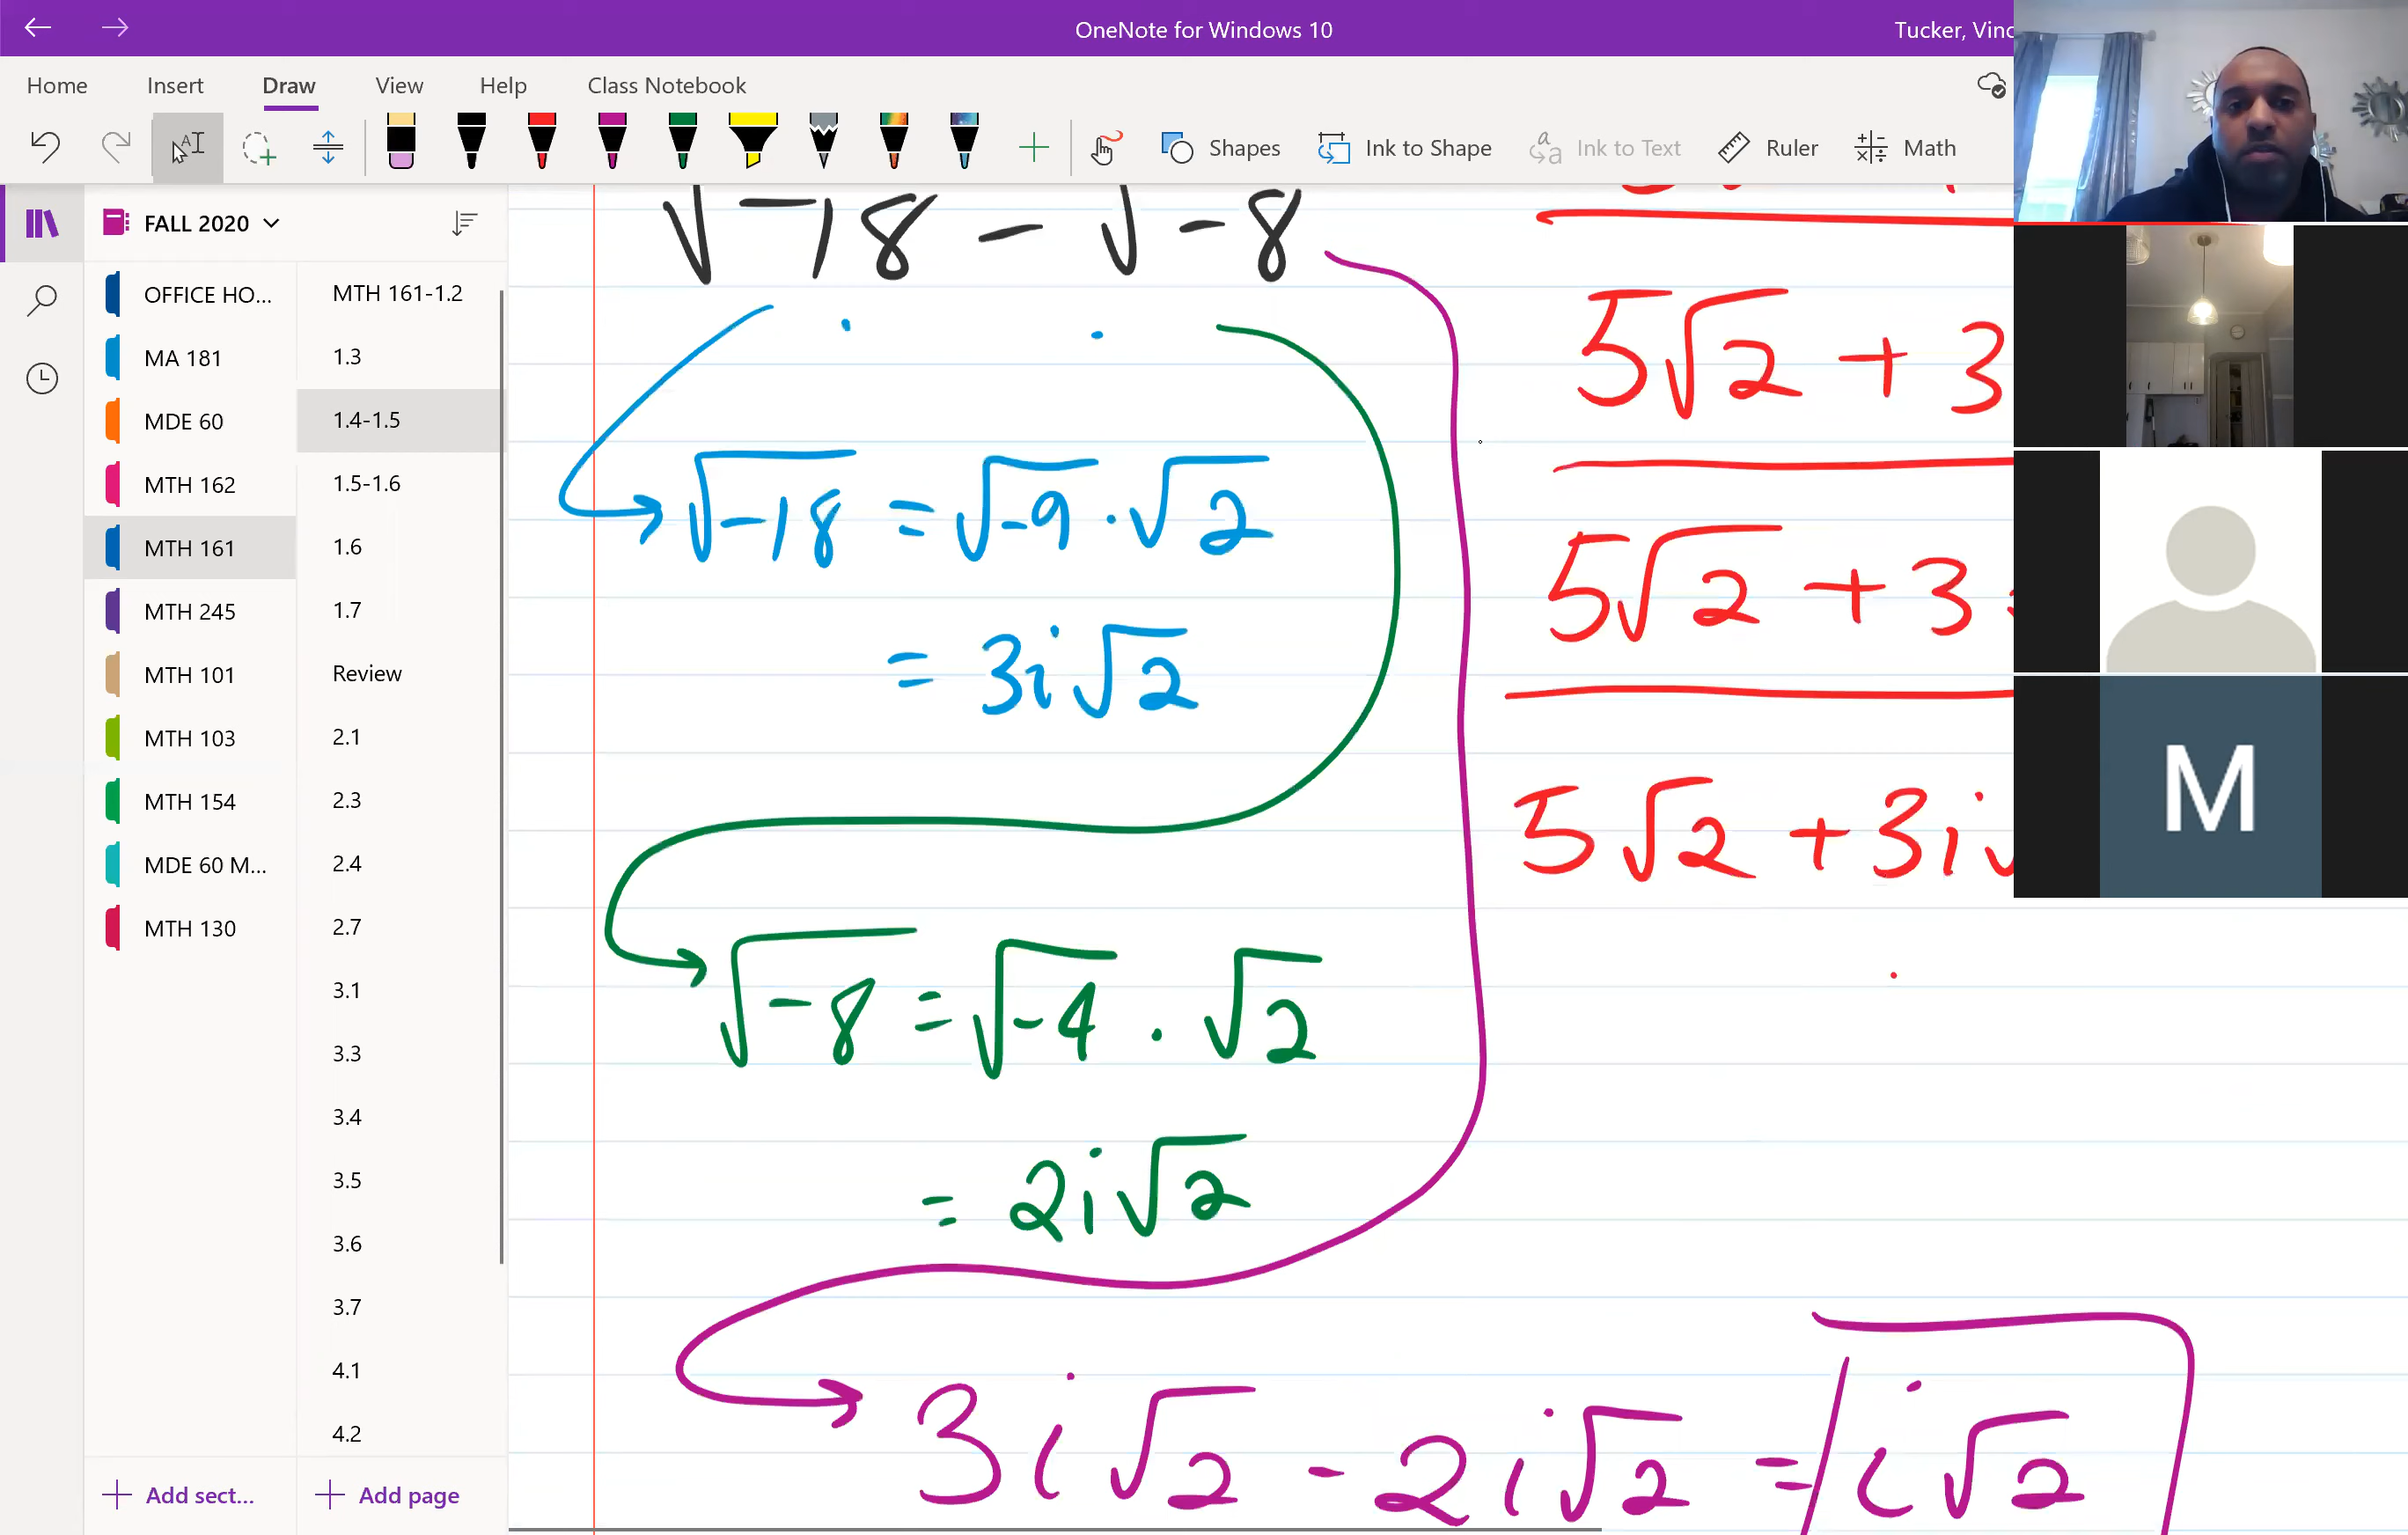 OneNote for Windows 10
Tucker, Vinc
Home Insert Draw View Help Class Notebook
Shapes Ink to Shape Ink to Text Ruler Math
FALL 2020
OFFICE HO...
MA 181
MDE 60
MTH 162
MTH 161
MTH 245
MTH 101
MTH 103
MTH 154
MDE 60 M...
MTH 130
Add sect...
MTH 161-1.2
1.3
1.4-1.5
1.5-1.6
1.6
1.7
Review
2.1
2.3
2.4
2.7
3.1
3.3
3.4
3.5
3.6
3.7
4.1
4.2
Add page
√-18 - √-8
√-18 = √-9 · √2
= 3i√2
√-8 = √-4 · √2
= 2i√2
3i√2 - 2i√2 = i√2
5√2 + 3
5√2 + 3
5√2 + 3i√
M